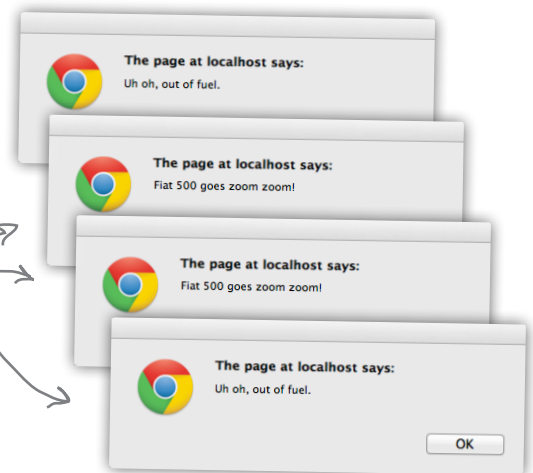 The page at localhost says:
Uh oh, out of fuel.
The page at localhost says:
Fiat 500 goes zoom zoom!
The page at localhost says:
Fiat 500 goes zoom zoom!
The page at localhost says:
Uh oh, out of fuel.
OK